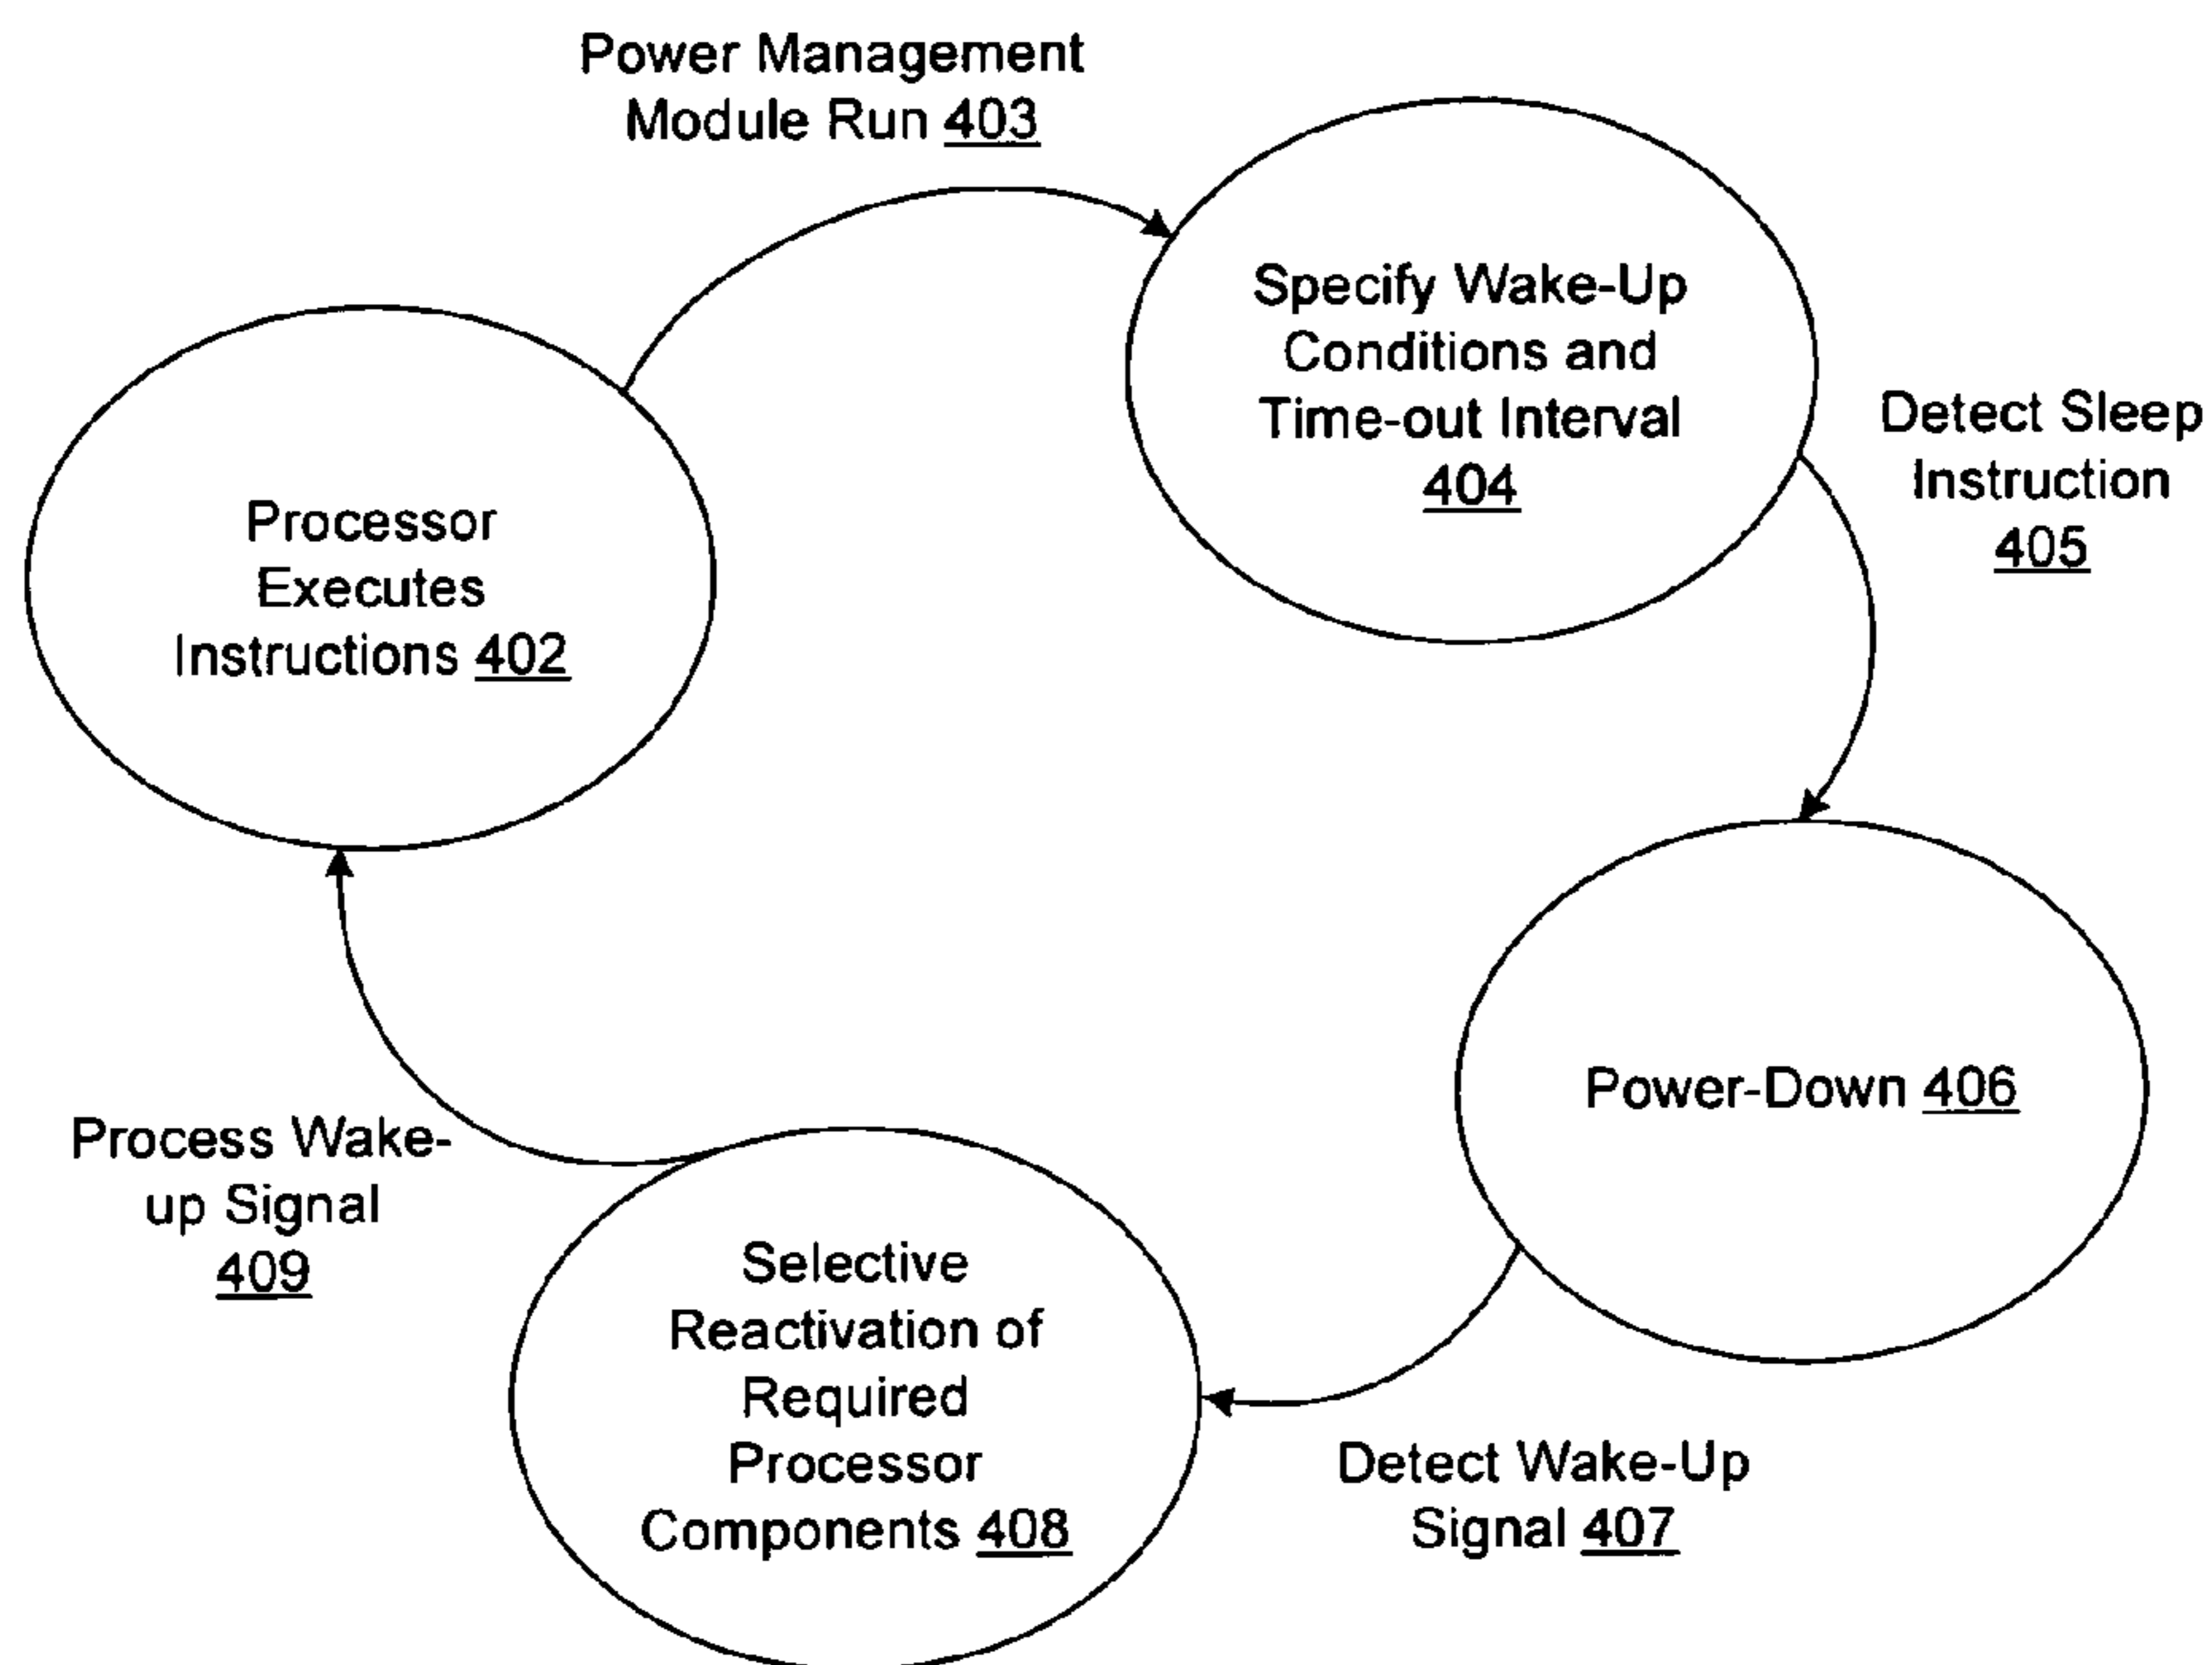 Power Management
Module Run 403
Specify Wake-Up
Conditions and
Time-out Interval
404
Detect Sleep
Instruction
405
Processor
Executes
Instructions 402
Power-Down 406
Process Wake-
up Signal
409
Selective
Reactivation of
Required
Processor
Components 408
Detect Wake-Up
Signal 407